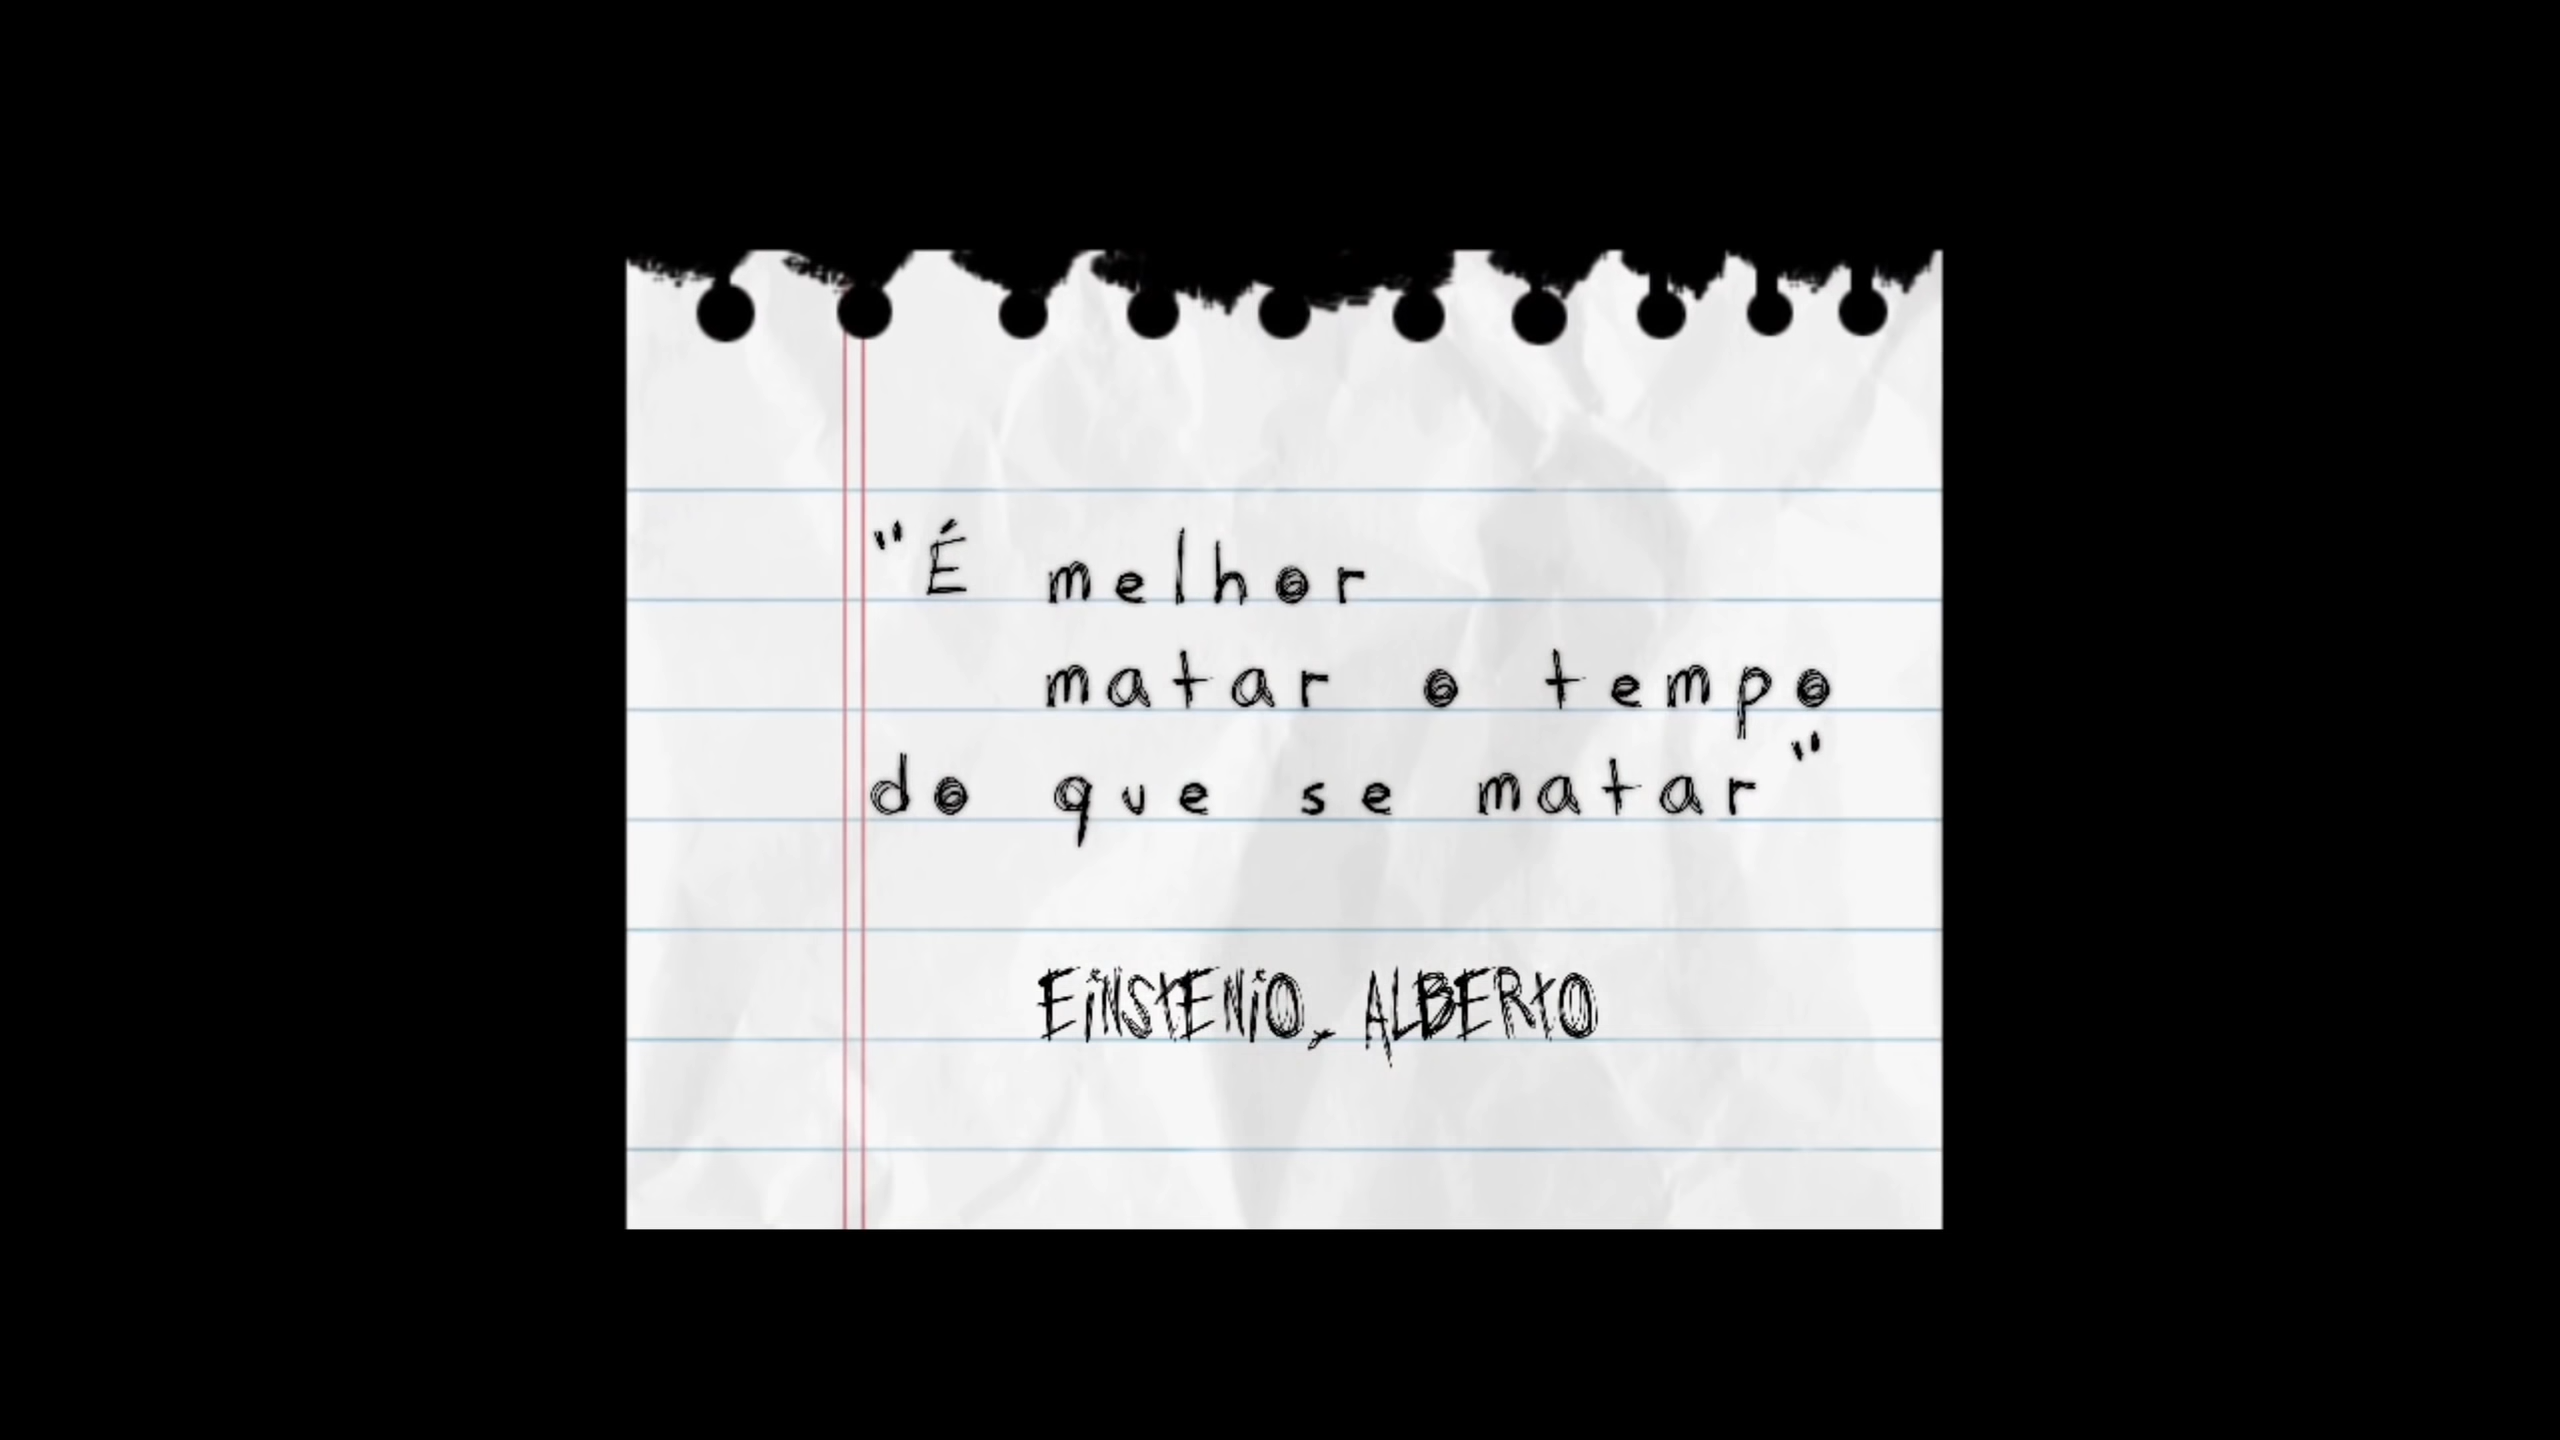 "É melhor
matar o tempo
do que se matar"
EiNSTENiO, ALBERTO